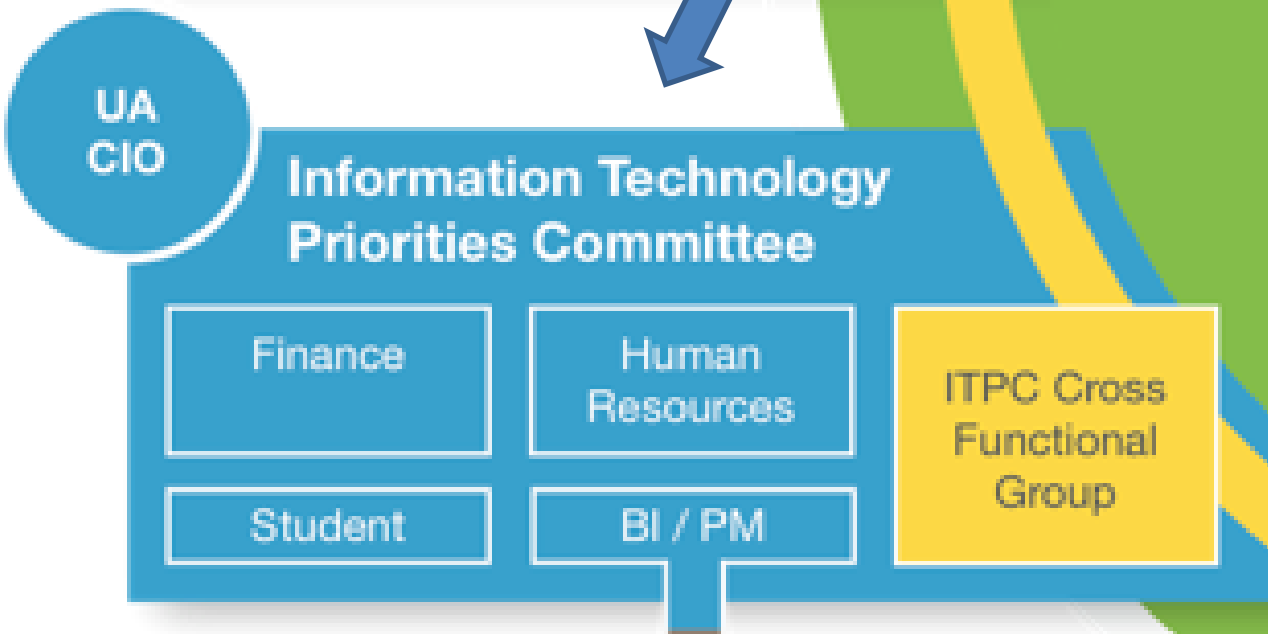 UA
CIO
Information Technology
Priorities Committee
Finance
Human
Resources
ITPC Cross
Functional
Group
Student
BI / PM